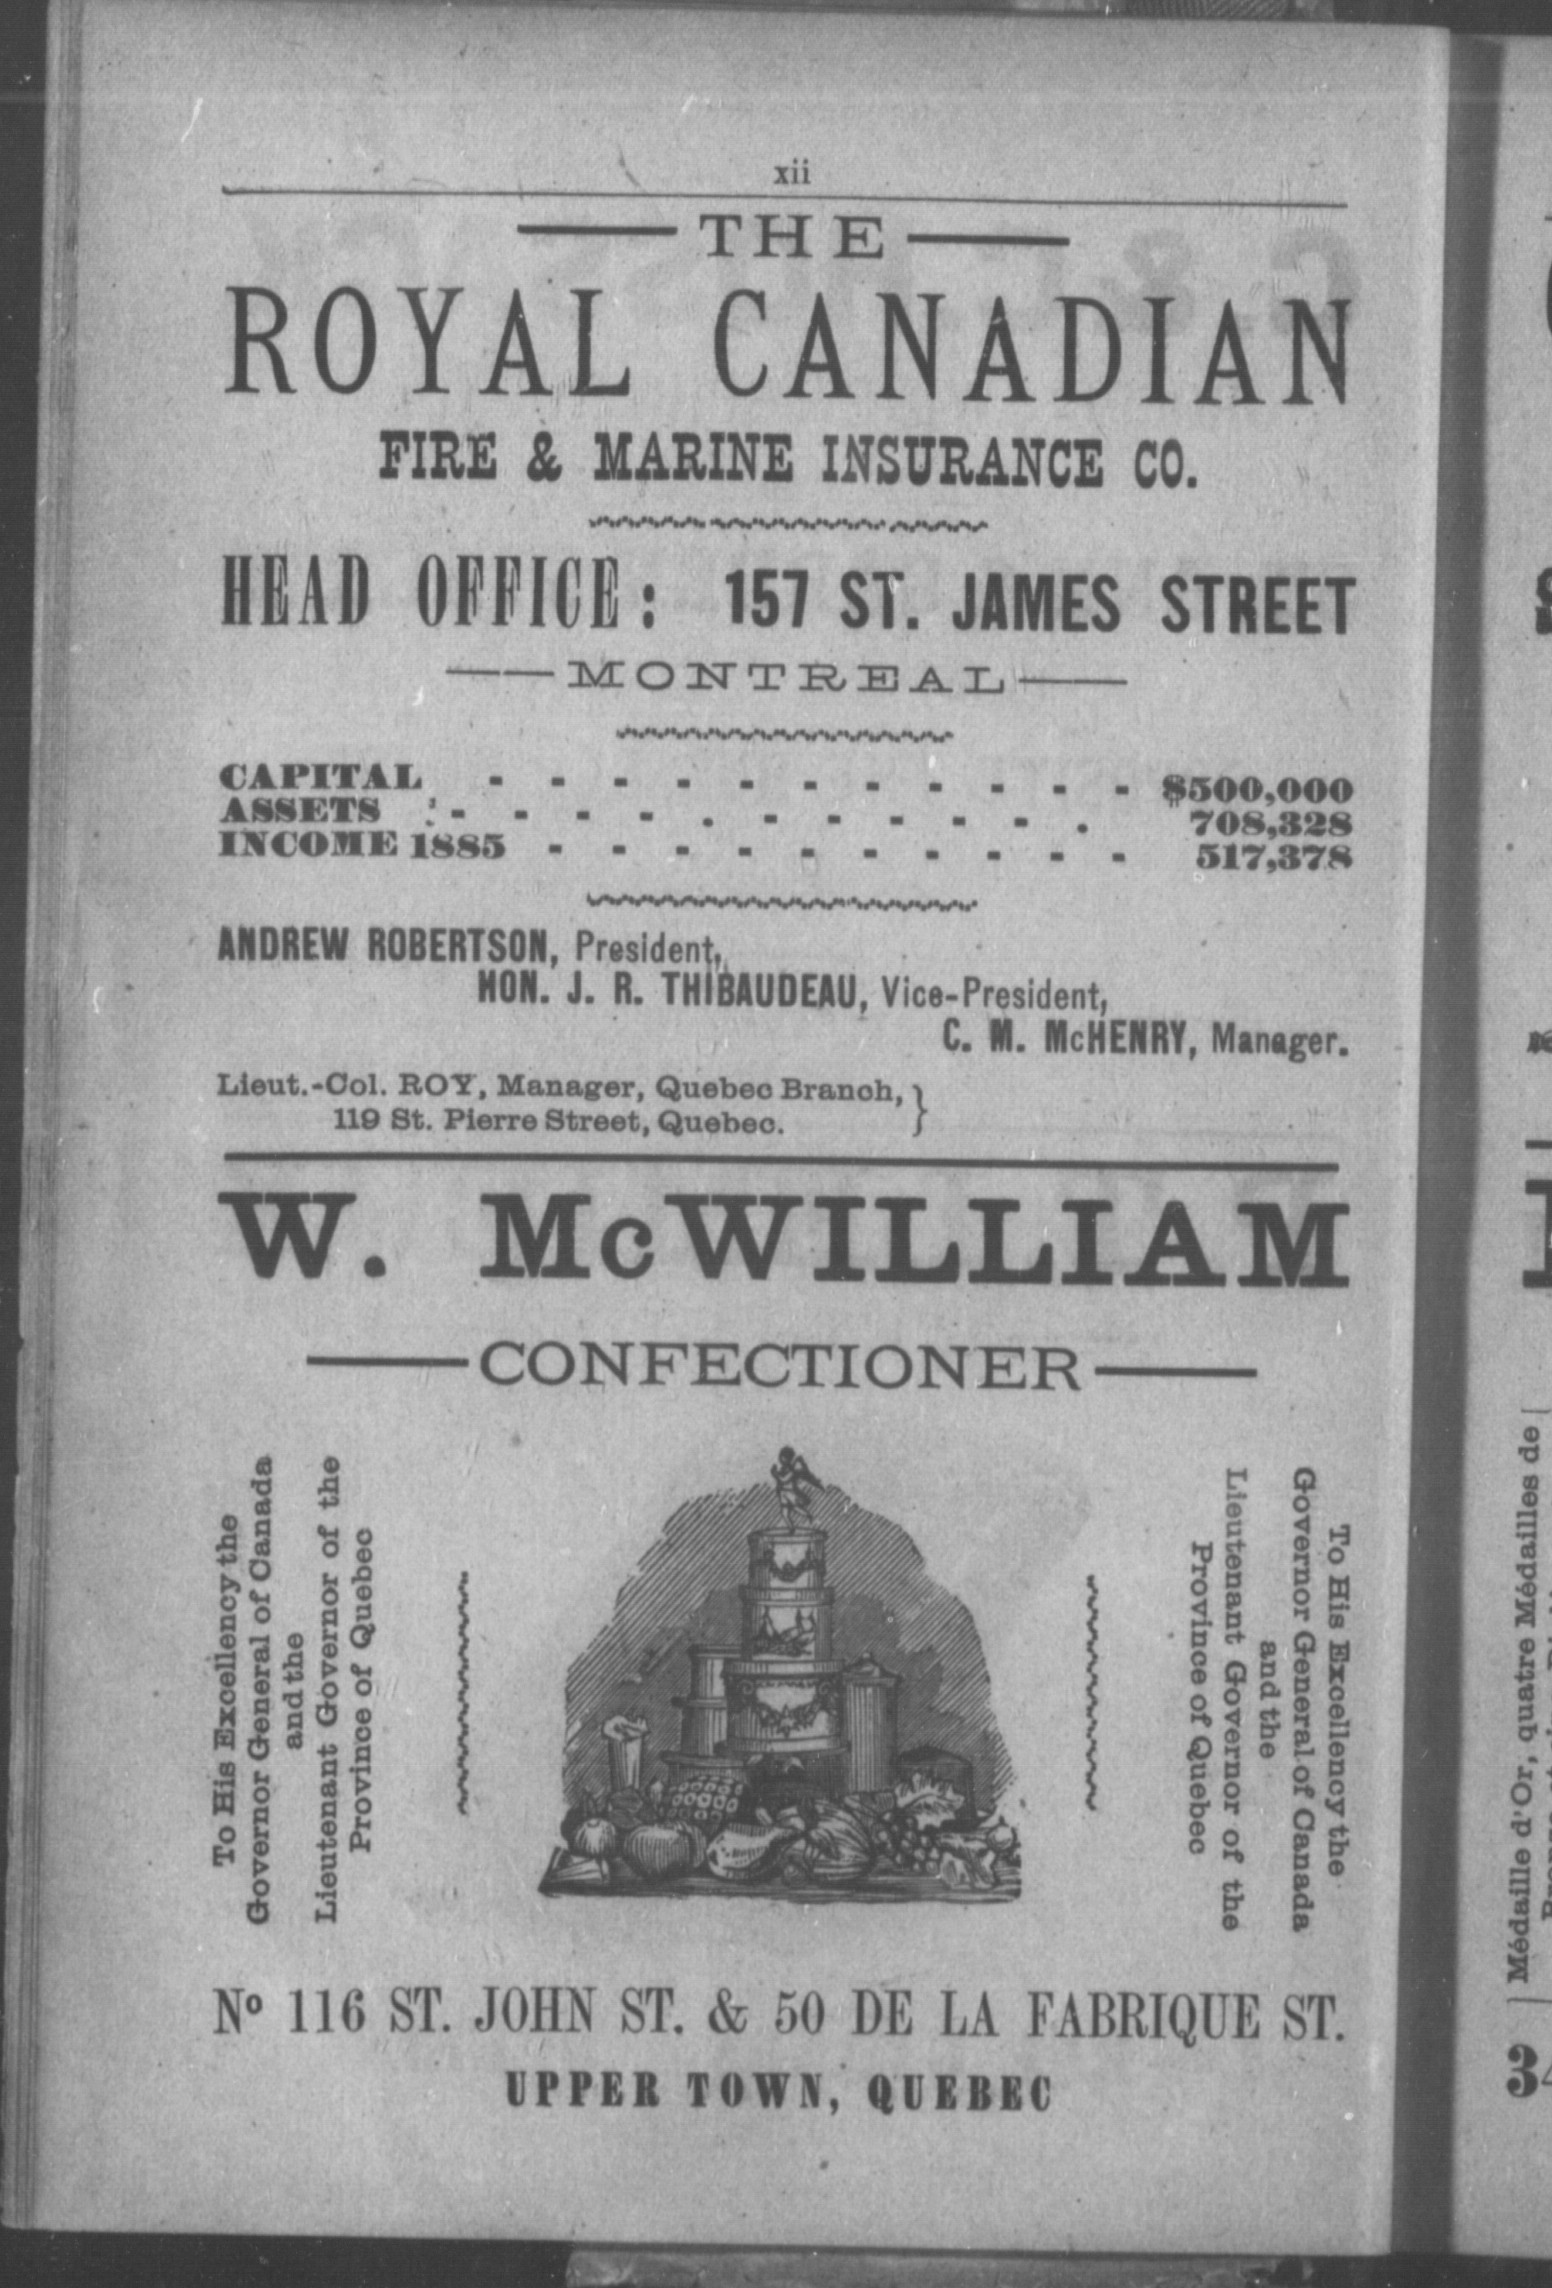 xii
THE
ROYAL CANADIAN
FIRE & MARINE INSURANCE CO.
HEAD OFFICE: 157 ST. JAMES STREET
MONTREAL
CAPITAL - - - - - - - - - - - $500,000
ASSETS - - - - - - - - - - - 708,328
INCOME 1885 - - - - - - - - - - 517,378
ANDREW ROBERTSON, President,
HON. J. R. THIBAUDEAU, Vice-President,
C. M. McHENRY, Manager.
Lieut.-Col. ROY, Manager, Quebec Branch, }
119 St. Pierre Street, Quebec.
W. McWILLIAM
CONFECTIONER
To His Excellency the
Governor General of Canada
and the
Lieutenant Governor of the
Province of Quebec
To His Excellency the
Governor General of Canada
and the
Lieutenant Governor of the
Province of Quebec
Nº 116 ST. JOHN ST. & 50 DE LA FABRIQUE ST.
UPPER TOWN, QUEBEC
Médaille d'Or, quatre Médailles de